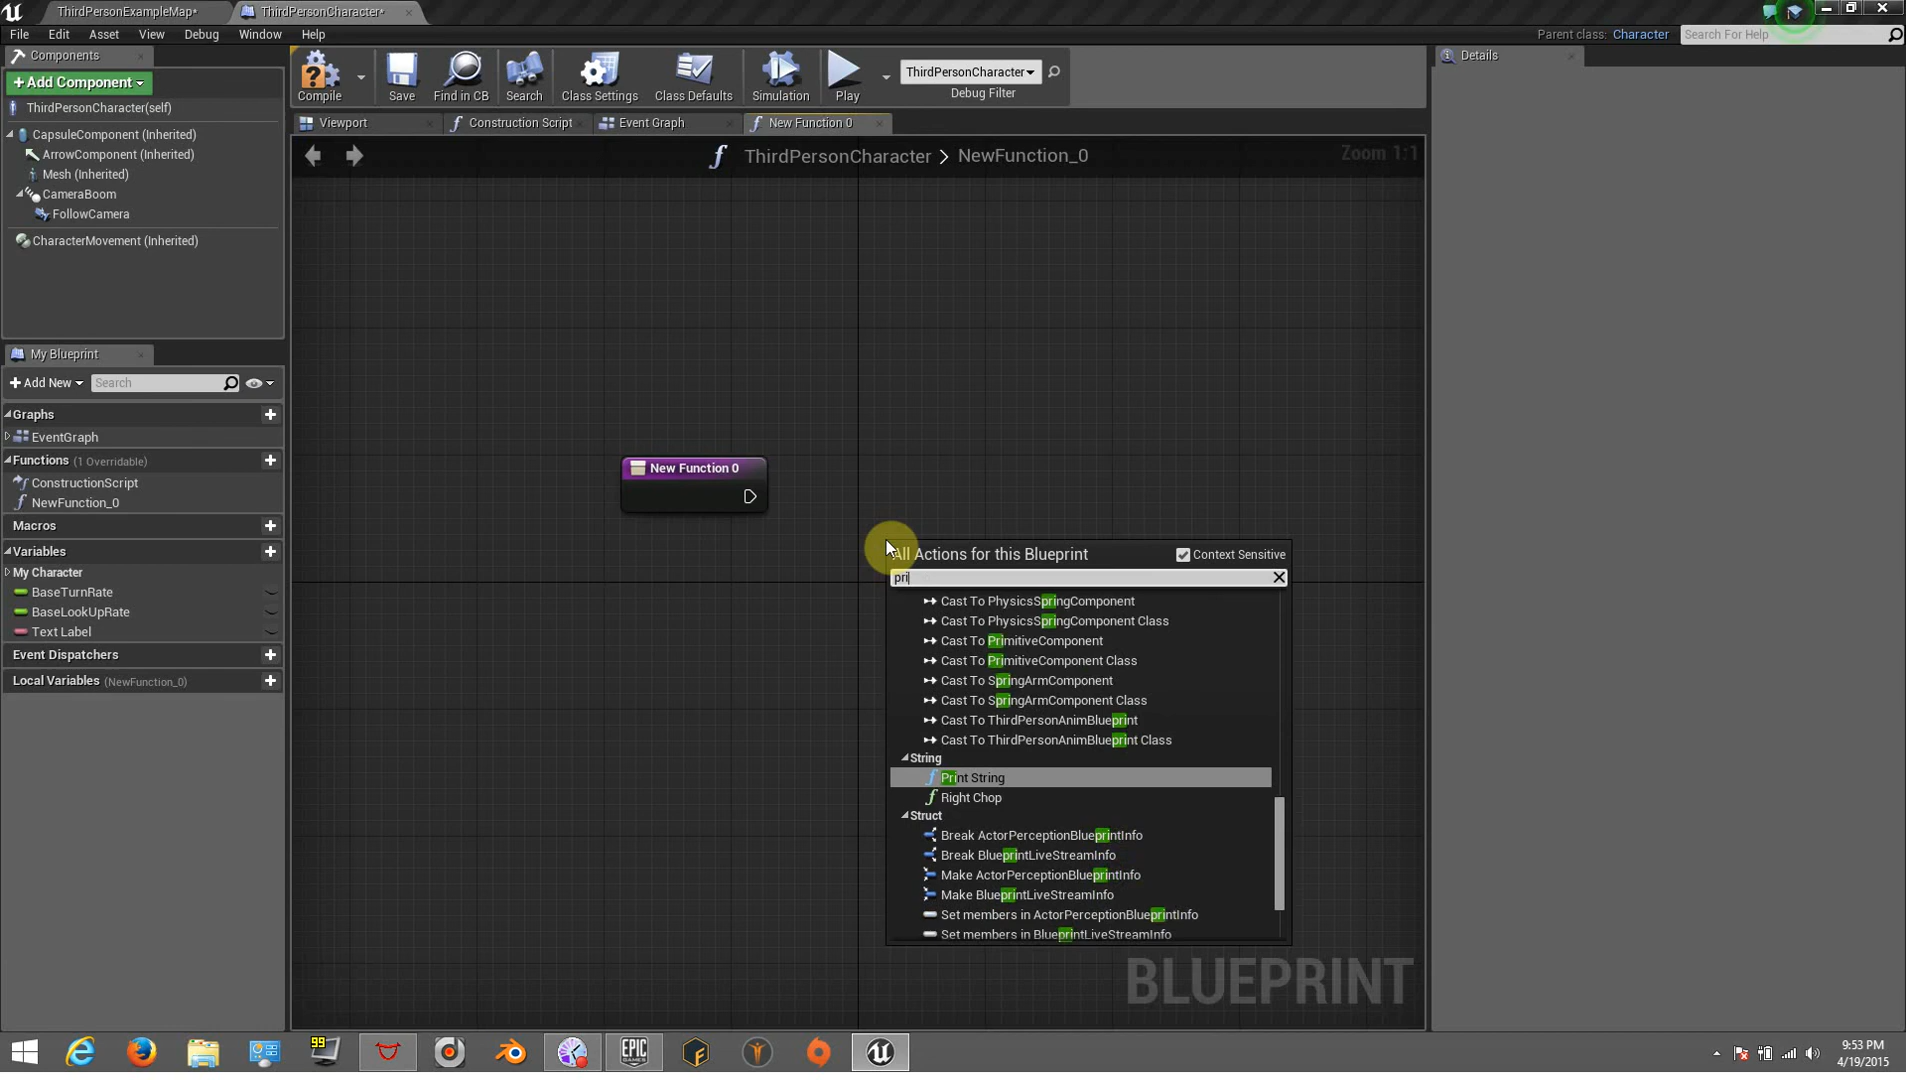 ThirdPersonExampleMap*
ThirdPersonCharacter*
File Edit Asset View Debug Window Help
Parent class: Character
Search For Help
Components
+Add Component
ThirdPersonCharacter(self)
CapsuleComponent (Inherited)
ArrowComponent (Inherited)
Mesh (Inherited)
CameraBoom
FollowCamera
CharacterMovement (Inherited)
My Blueprint
Add New
Search
Graphs
EventGraph
Functions (1 Overridable)
ConstructionScript
NewFunction_0
Macros
Variables
My Character
BaseTurnRate
BaseLookUpRate
Text Label
Event Dispatchers
Local Variables (NewFunction_0)
Compile
Save
Find in CB
Search
Class Settings
Class Defaults
Simulation
Play
ThirdPersonCharacter
Debug Filter
Viewport
Construction Script
Event Graph
New Function 0
ThirdPersonCharacter > NewFunction_0
Zoom 1:1
New Function 0
All Actions for this Blueprint
Context Sensitive
pri
Cast To PhysicsSpringComponent
Cast To PhysicsSpringComponent Class
Cast To PrimitiveComponent
Cast To PrimitiveComponent Class
Cast To SpringArmComponent
Cast To SpringArmComponent Class
Cast To ThirdPersonAnimBlueprint
Cast To ThirdPersonAnimBlueprint Class
String
Print String
Right Chop
Struct
Break ActorPerceptionBlueprintInfo
Break BlueprintLiveStreamInfo
Make ActorPerceptionBlueprintInfo
Make BlueprintLiveStreamInfo
Set members in ActorPerceptionBlueprintInfo
Set members in BlueprintLiveStreamInfo
BLUEPRINT
Details
99
EPIC
GAMES
9:53 PM
4/19/2015